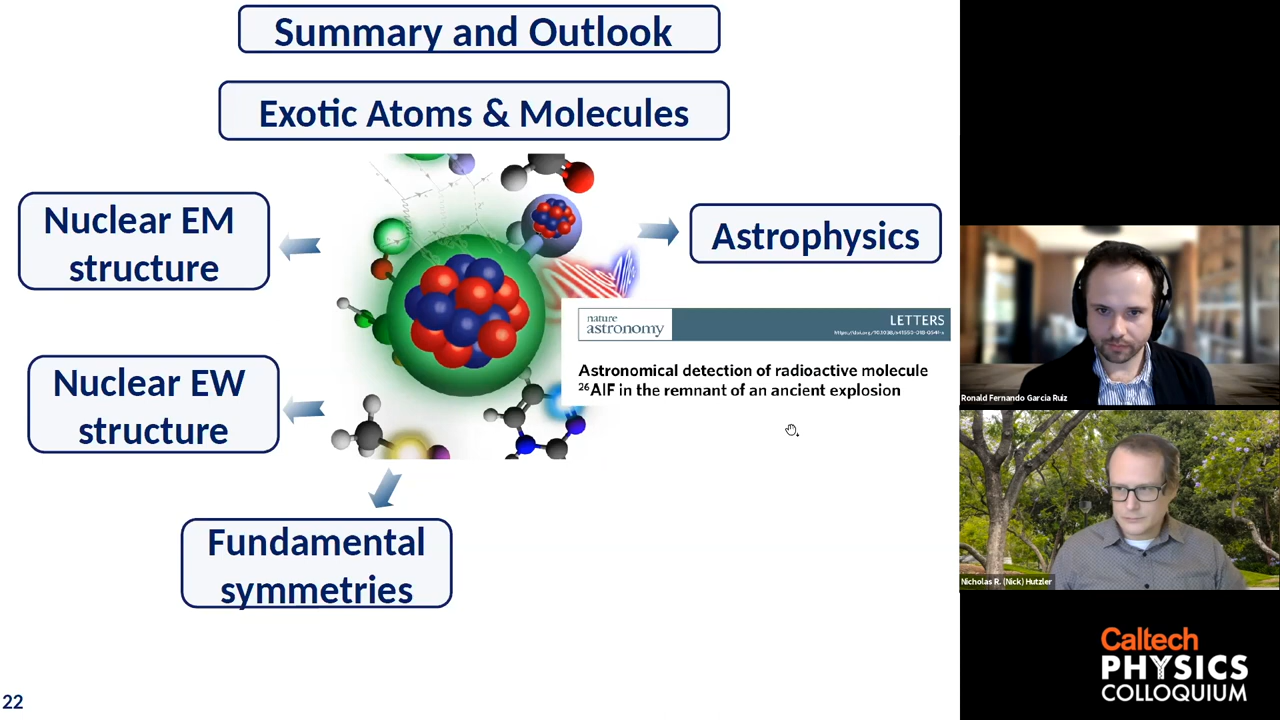 Summary and Outlook
Exotic Atoms & Molecules
Nuclear EM
structure
Astrophysics
nature
astronomy
LETTERS
Astronomical detection of radioactive molecule
²⁶AlF in the remnant of an ancient explosion
Nuclear EW
structure
Fundamental
symmetries
22
Ronald Fernando Garcia Ruiz
Nicholas R. (Nick) Hutzler
Caltech
PHYSICS
COLLOQUIUM